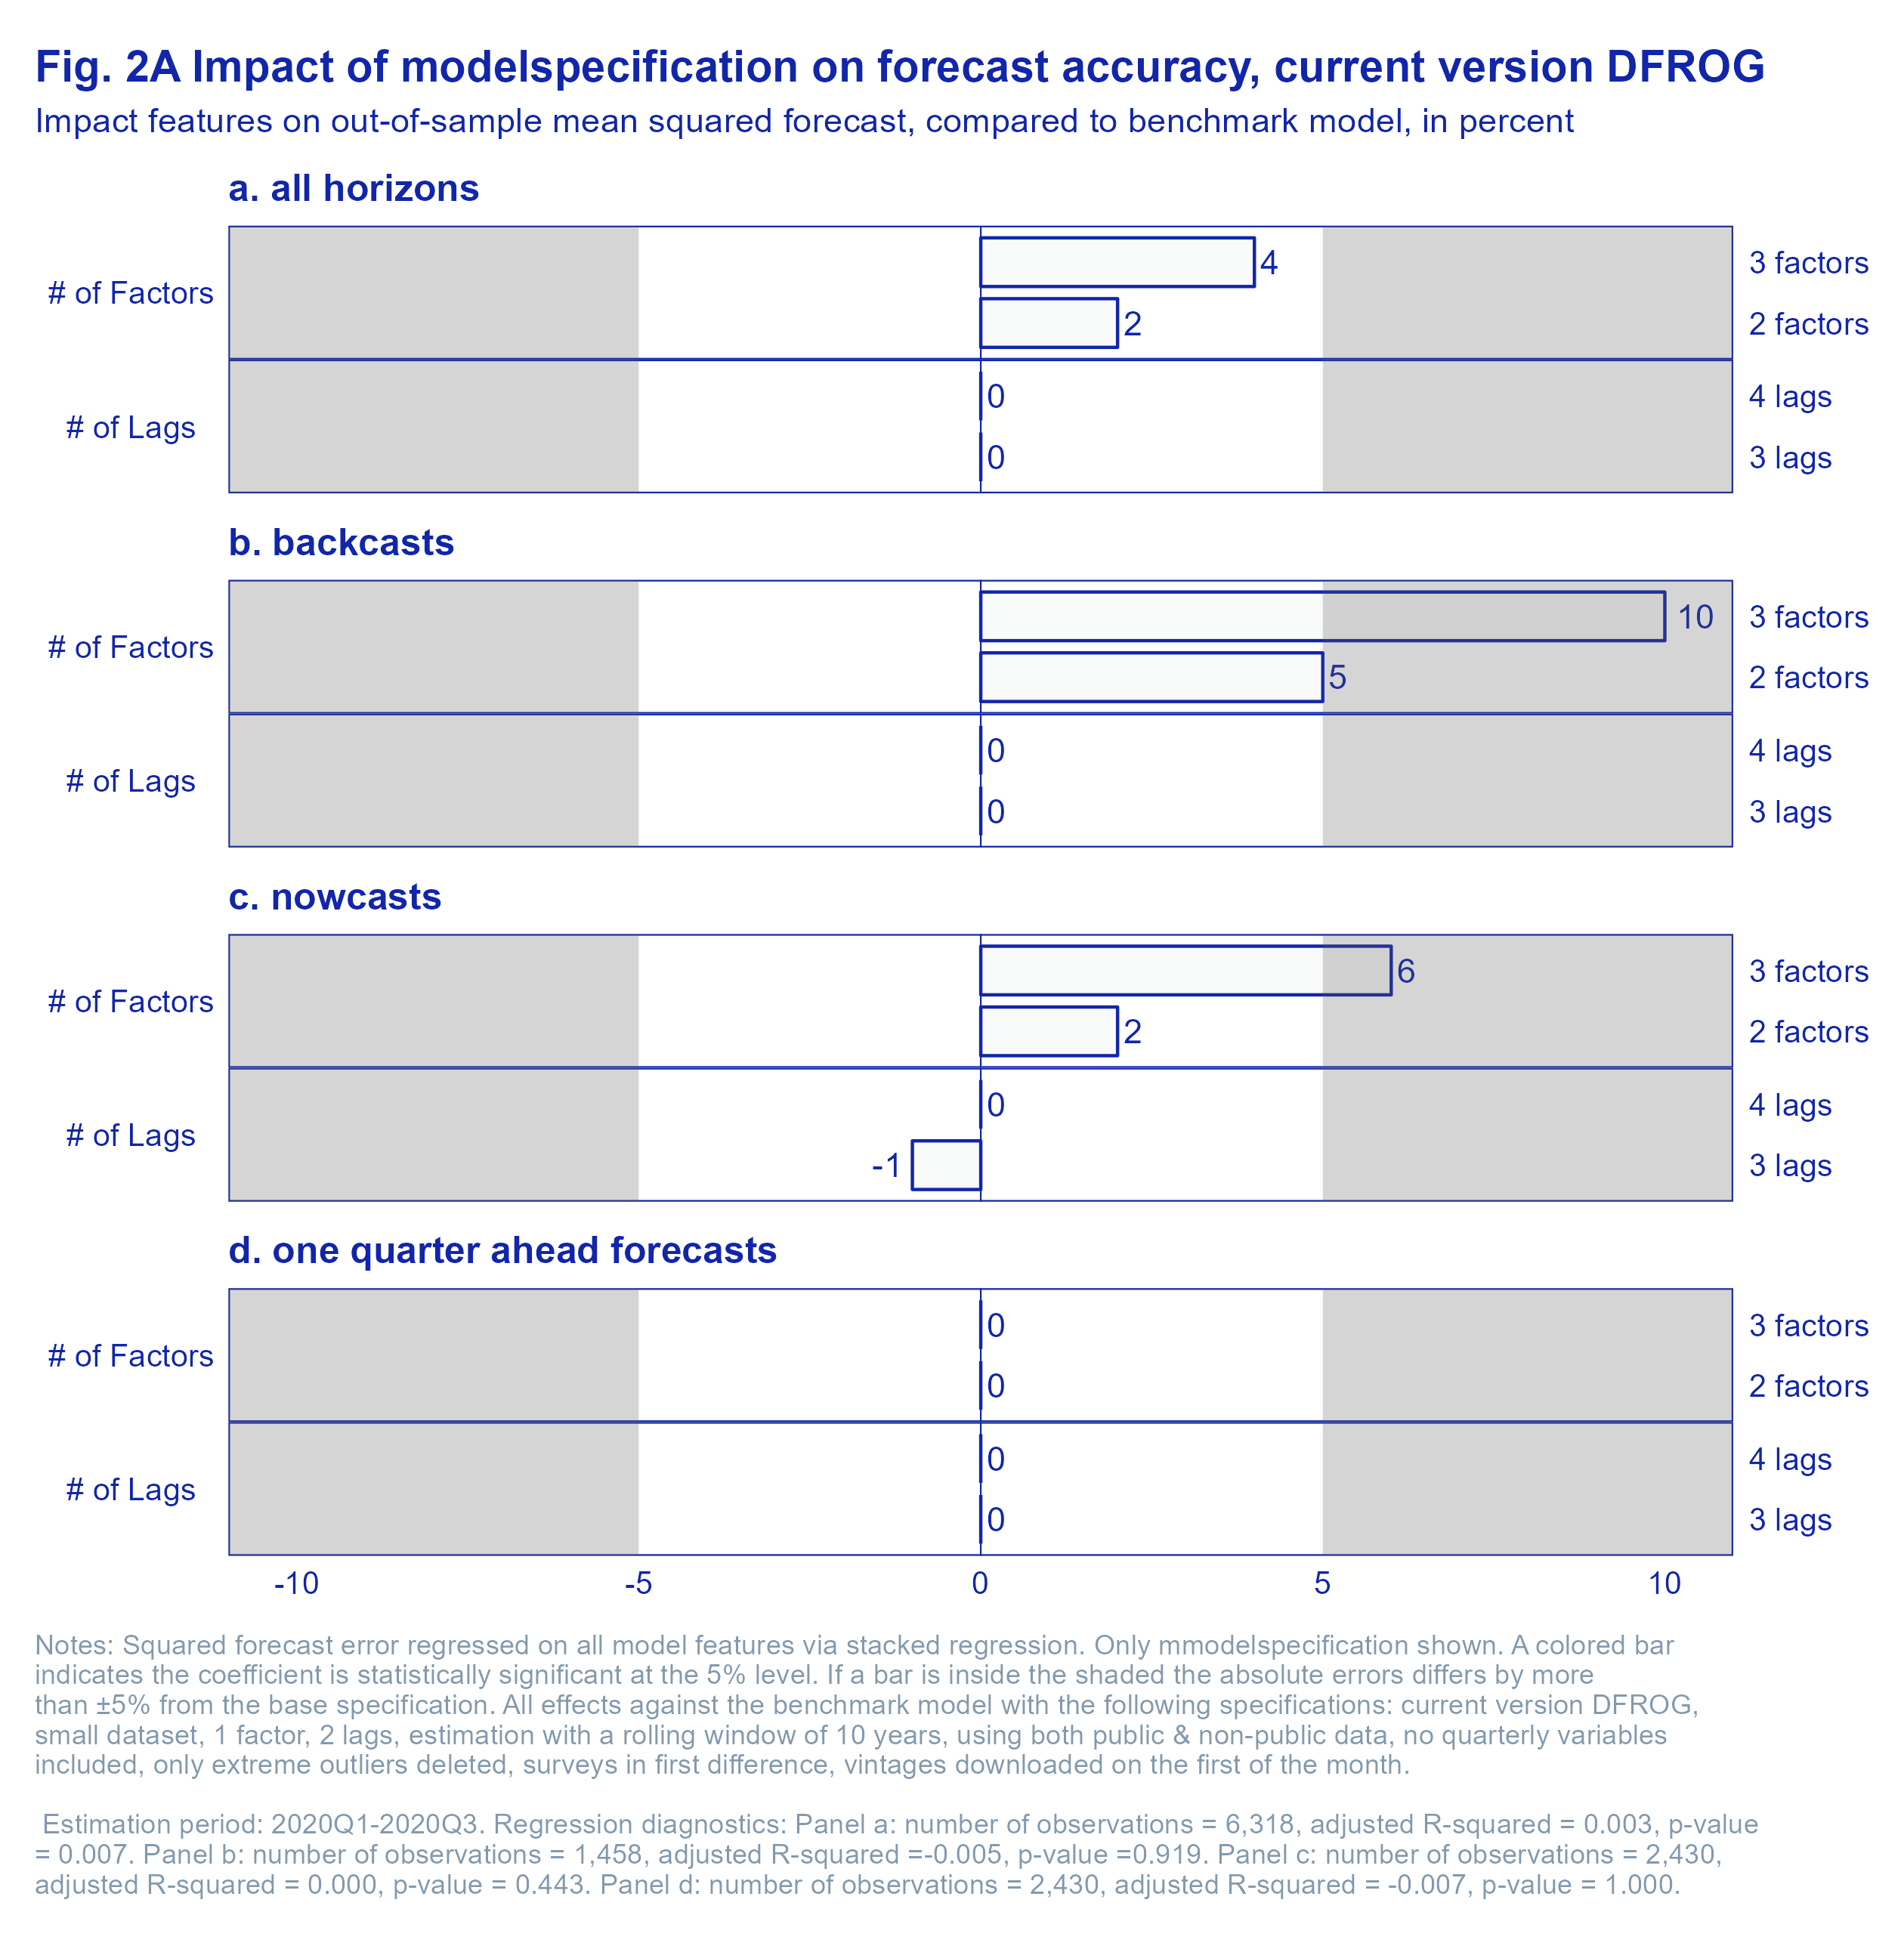 Fig. 2A Impact of modelspecification on forecast accuracy, current version DFROG
Impact features on out-of-sample mean squared forecast, compared to benchmark model, in percent
a. all horizons
# of Factors
4
3 factors
2
2 factors
# of Lags
0
4 lags
0
3 lags
b. backcasts
# of Factors
10
3 factors
5
2 factors
# of Lags
0
4 lags
0
3 lags
c. nowcasts
# of Factors
6
3 factors
2
2 factors
# of Lags
0
4 lags
-1
3 lags
d. one quarter ahead forecasts
# of Factors
0
3 factors
0
2 factors
# of Lags
0
4 lags
0
3 lags
-10 -5 0 5 10
Notes: Squared forecast error regressed on all model features via stacked regression. Only mmodelspecification shown. A colored bar
indicates the coefficient is statistically significant at the 5% level. If a bar is inside the shaded the absolute errors differs by more
than ±5% from the base specification. All effects against the benchmark model with the following specifications: current version DFROG,
small dataset, 1 factor, 2 lags, estimation with a rolling window of 10 years, using both public & non-public data, no quarterly variables
included, only extreme outliers deleted, surveys in first difference, vintages downloaded on the first of the month.
Estimation period: 2020Q1-2020Q3. Regression diagnostics: Panel a: number of observations = 6,318, adjusted R-squared = 0.003, p-value
= 0.007. Panel b: number of observations = 1,458, adjusted R-squared =-0.005, p-value =0.919. Panel c: number of observations = 2,430,
adjusted R-squared = 0.000, p-value = 0.443. Panel d: number of observations = 2,430, adjusted R-squared = -0.007, p-value = 1.000.